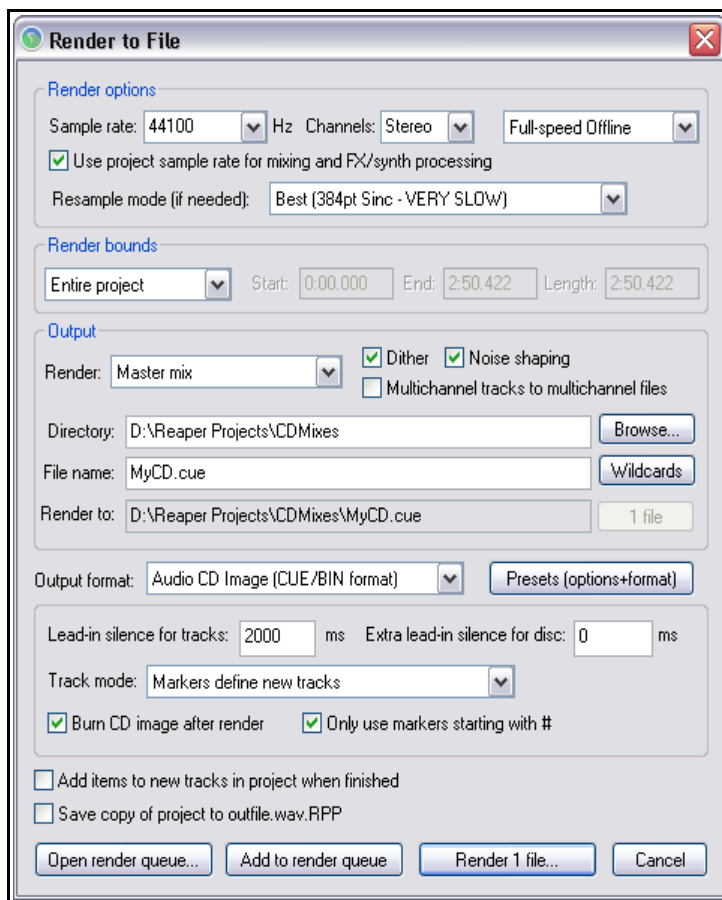 Render to File
Render options
Sample rate: 44100 Hz Channels: Stereo Full-speed Offline
Use project sample rate for mixing and FX/synth processing
Resample mode (if needed): Best (384pt Sinc - VERY SLOW)
Render bounds
Entire project Start: 0:00.000 End: 2:50.422 Length: 2:50.422
Output
Render: Master mix Dither Noise shaping
Multichannel tracks to multichannel files
Directory: D:\Reaper Projects\CDMixes Browse...
File name: MyCD.cue Wildcards
Render to: D:\Reaper Projects\CDMixes\MyCD.cue 1 file
Output format: Audio CD Image (CUE/BIN format) Presets (options+format)
Lead-in silence for tracks: 2000 ms Extra lead-in silence for disc: 0 ms
Track mode: Markers define new tracks
Burn CD image after render Only use markers starting with #
Add items to new tracks in project when finished
Save copy of project to outfile.wav.RPP
Open render queue... Add to render queue Render 1 file... Cancel